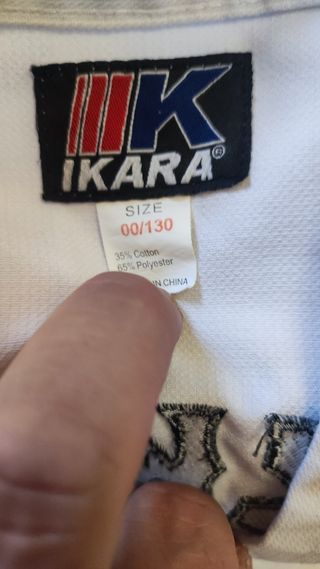 K
IKARA®
SIZE
00/130
35% Cotton
65% Polyester
IN CHINA